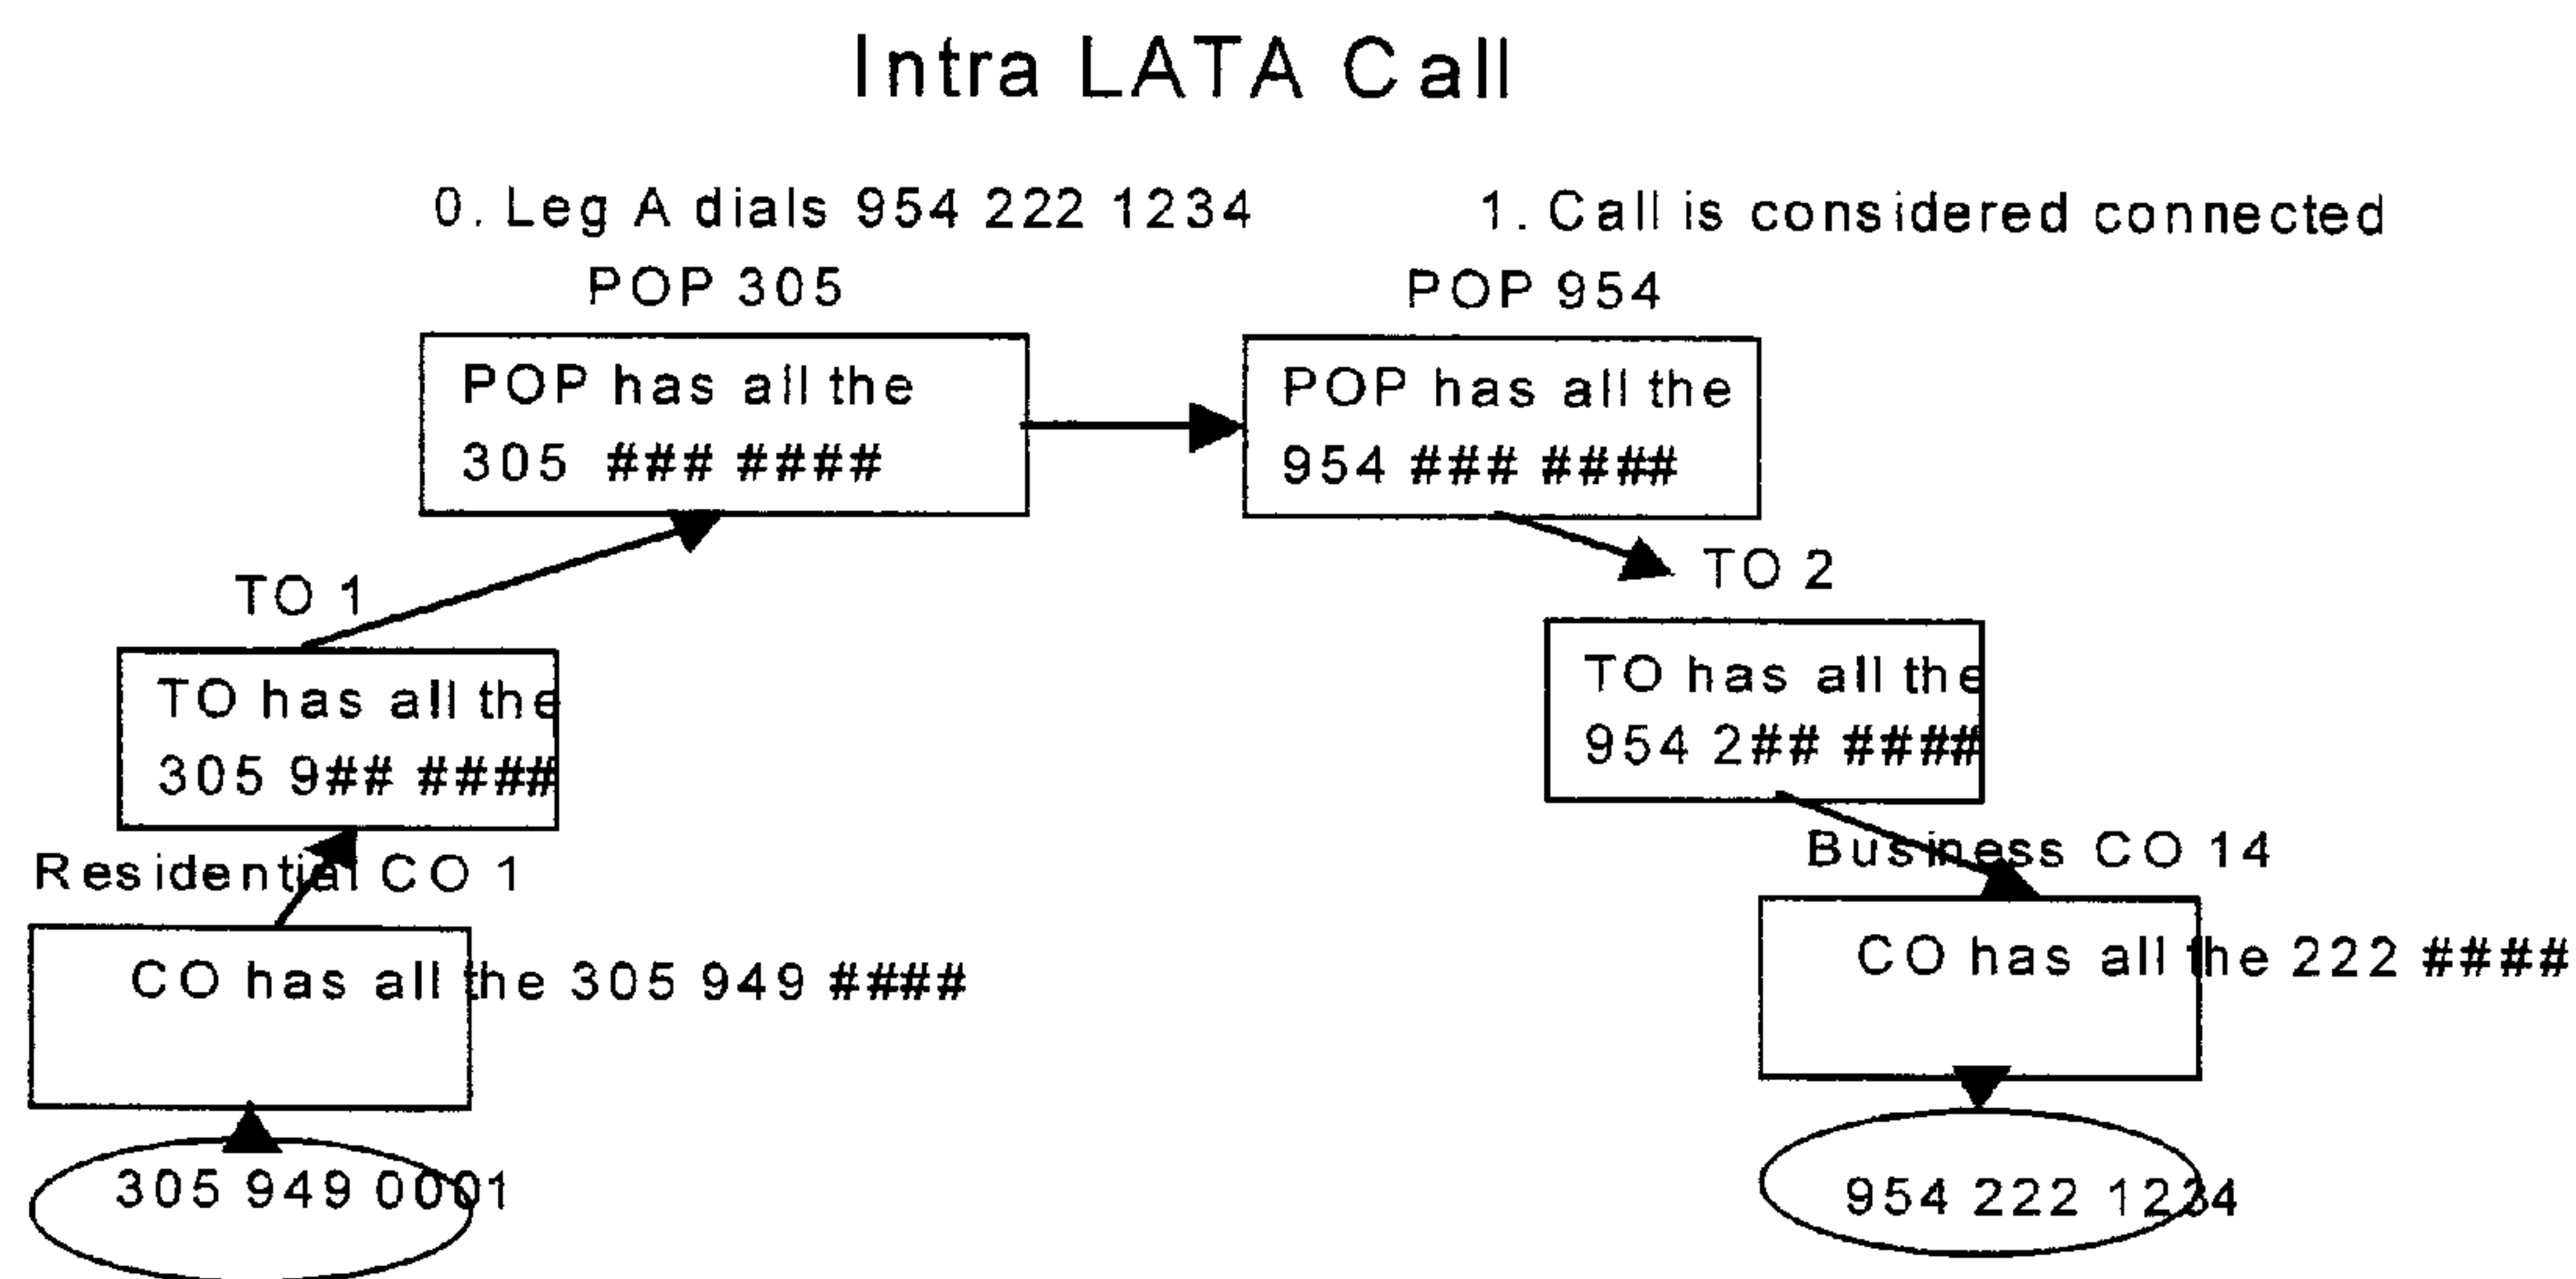 Intra LATA Call
0. Leg A dials 954 222 1234
1. Call is considered connected
POP 305
POP 954
POP has all the
305 ### ####
POP has all the
954 ### ####
TO 1
TO 2
TO has all the
305 9## ####
TO has all the
954 2## ####
Residential CO 1
Business CO 14
CO has all the 305 949 ####
CO has all the 222 ####
305 949 0001
954 222 1234